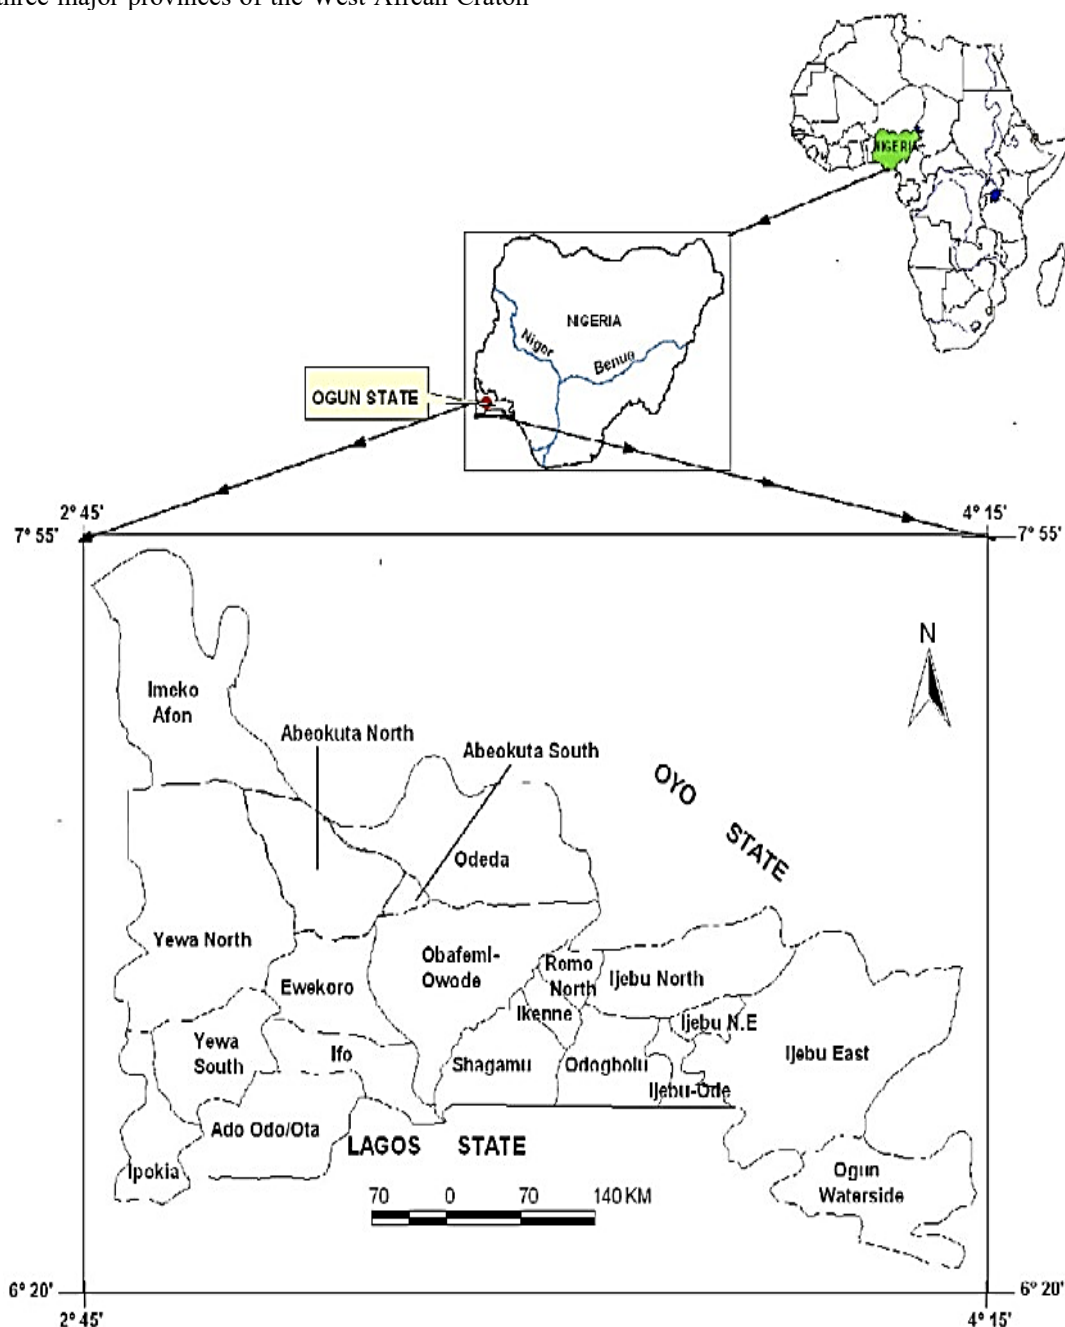 three major provinces of the West African Craton
NIGERIA
NIGERIA
Niger
Benue
OGUN STATE
2° 45'
4° 15'
7° 55'
7° 55'
N
Imeko
Afon
Abeokuta North
Abeokuta South
OYO
STATE
Odeda
Yewa North
Obafemi-
Owode
Remo
North
Ijebu North
Ewekoro
Ikenne
Ijebu N.E
Yewa
South
Ifo
Shagamu
Odogbolu
Ijebu East
Ijebu-Ode
Ado Odo/Ota
LAGOS STATE
Ipokia
Ogun
Waterside
70 0 70 140 KM
6° 20'
6° 20'
2° 45'
4° 15'